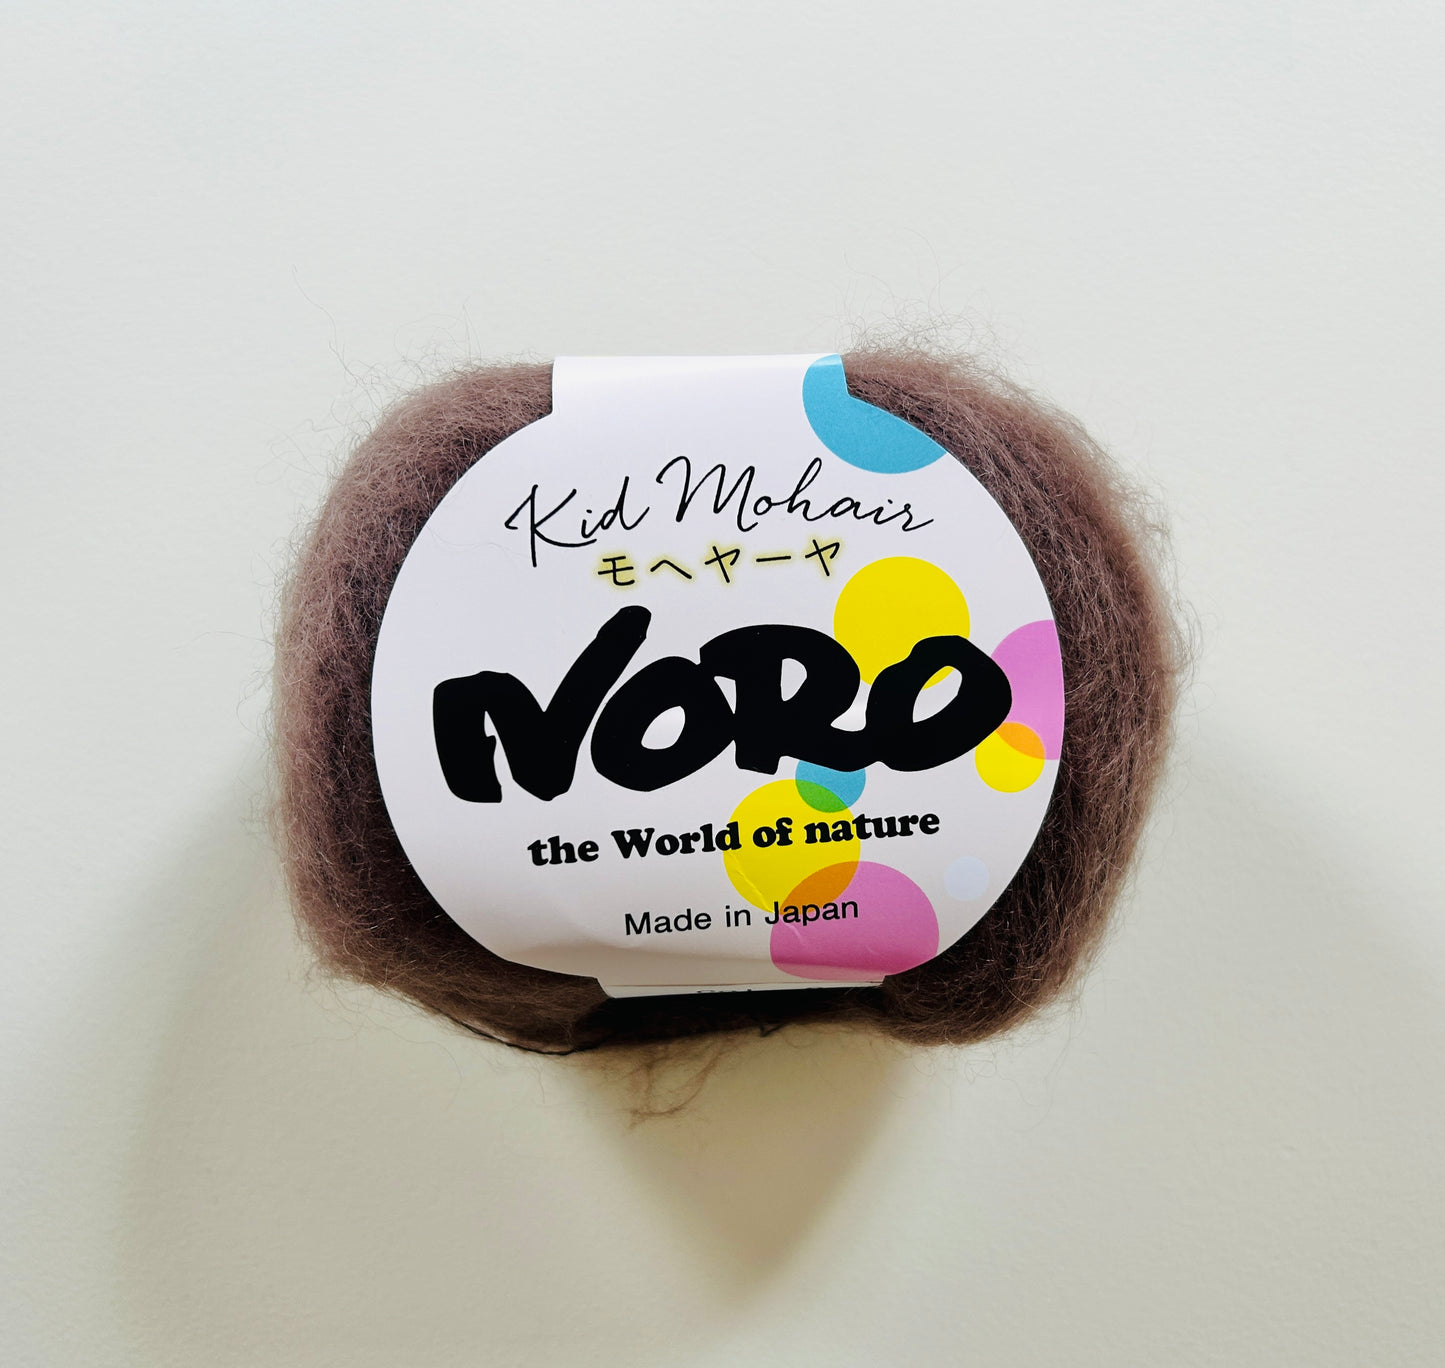 Kid Mohair
モヘヤーヤ
NORO
the World of nature
Made in Japan